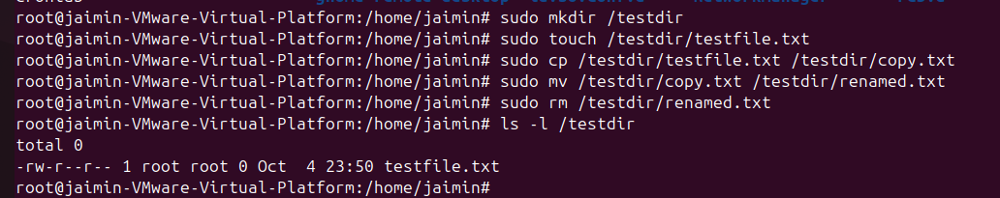 root@jaimin-VMware-Virtual-Platform:/home/jaimin# sudo mkdir /testdir
root@jaimin-VMware-Virtual-Platform:/home/jaimin# sudo touch /testdir/testfile.txt
root@jaimin-VMware-Virtual-Platform:/home/jaimin# sudo cp /testdir/testfile.txt /testdir/copy.txt
root@jaimin-VMware-Virtual-Platform:/home/jaimin# sudo mv /testdir/copy.txt /testdir/renamed.txt
root@jaimin-VMware-Virtual-Platform:/home/jaimin# sudo rm /testdir/renamed.txt
root@jaimin-VMware-Virtual-Platform:/home/jaimin# ls -l /testdir
total 0
-rw-r--r-- 1 root root 0 Oct  4 23:50 testfile.txt
root@jaimin-VMware-Virtual-Platform:/home/jaimin#